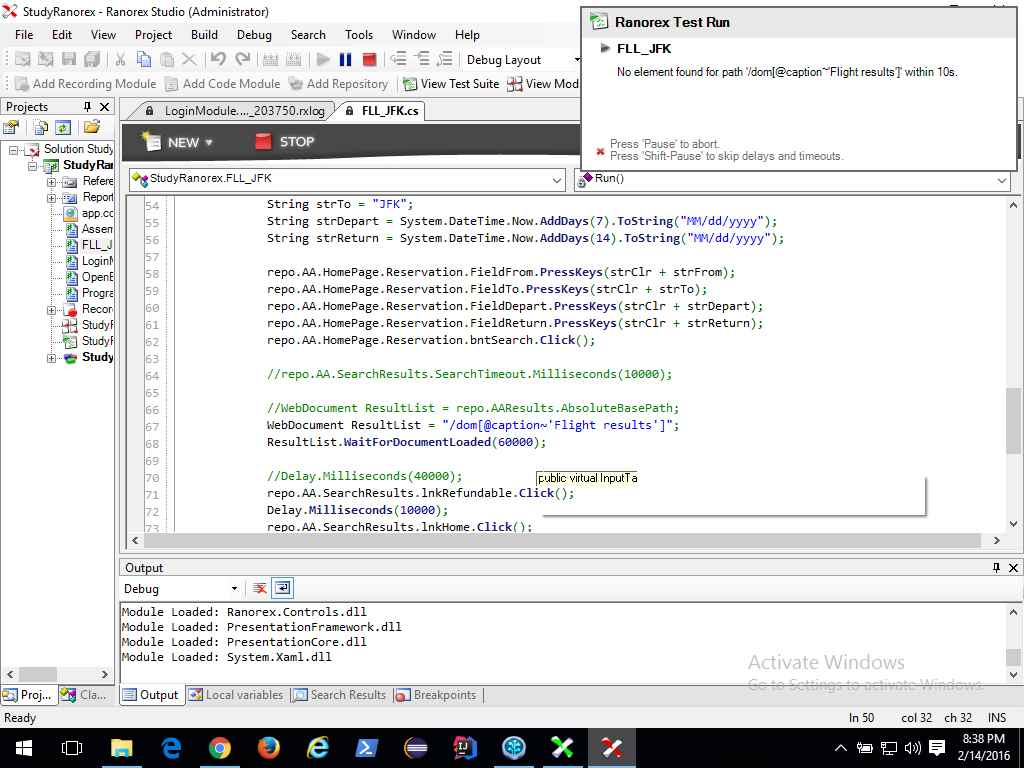 StudyRanorex - Ranorex Studio (Administrator)
File Edit View Project Build Debug Search Tools Window Help
Debug Layout
Add Recording Module Add Code Module Add Repository View Test Suite View Mod
Ranorex Test Run
FLL_JFK
No element found for path '/dom[@caption~'Flight results']' within 10s.
Press 'Pause' to abort.
Press 'Shift-Pause' to skip delays and timeouts.
Projects
Solution Study
StudyRar
Refere
Report
app.co
Assem
FLL_J
LoginM
OpenE
Progra
Recor
StudyF
StudyF
Study
LoginModule...._203750.rxlog FLL_JFK.cs
NEW STOP
StudyRanorex.FLL_JFK Run()
54 String strTo = "JFK";
55 String strDepart = System.DateTime.Now.AddDays(7).ToString("MM/dd/yyyy");
56 String strReturn = System.DateTime.Now.AddDays(14).ToString("MM/dd/yyyy");
57
58 repo.AA.HomePage.Reservation.FieldFrom.PressKeys(strClr + strFrom);
59 repo.AA.HomePage.Reservation.FieldTo.PressKeys(strClr + strTo);
60 repo.AA.HomePage.Reservation.FieldDepart.PressKeys(strClr + strDepart);
61 repo.AA.HomePage.Reservation.FieldReturn.PressKeys(strClr + strReturn);
62 repo.AA.HomePage.Reservation.bntSearch.Click();
63
64 //repo.AA.SearchResults.SearchTimeout.Milliseconds(10000);
65
66 //WebDocument ResultList = repo.AAResults.AbsoluteBasePath;
67 WebDocument ResultList = "/dom[@caption~'Flight results']";
68 ResultList.WaitForDocumentLoaded(60000);
69
70 //Delay.Milliseconds(40000);
public virtual InputTa
71 repo.AA.SearchResults.lnkRefundable.Click();
72 Delay.Milliseconds(10000);
73 repo.AA.SearchResults.lnkHome.Click();
Output
Debug
Module Loaded: Ranorex.Controls.dll
Module Loaded: PresentationFramework.dll
Module Loaded: PresentationCore.dll
Module Loaded: System.Xaml.dll
Activate Windows
Go to Settings to activate Windows.
Proj... Cla... Output Local variables Search Results Breakpoints
Ready ln 50 col 32 ch 32 INS
8:38 PM
2/14/2016